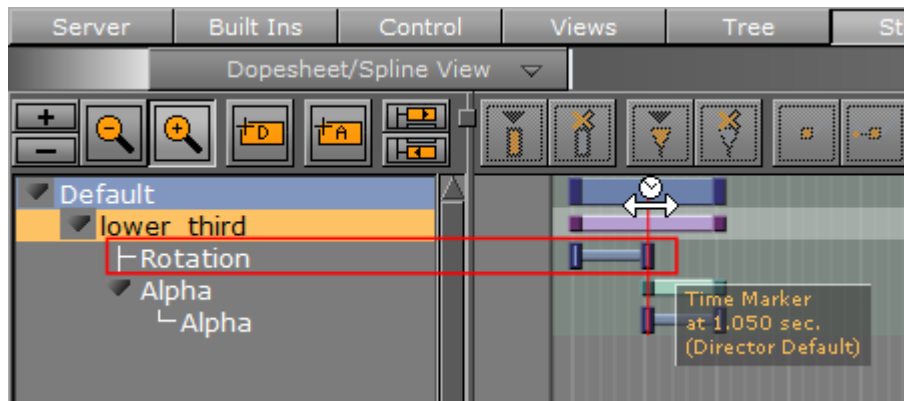 Server
Built Ins
Control
Views
Tree
St
Dopesheet/Spline View
+
D
A
−
Default
lower_third
Rotation
Alpha
Alpha
Time Marker
at 1.050 sec.
(Director Default)